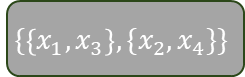 {{x₁, x₃}, {x₂, x₄}}